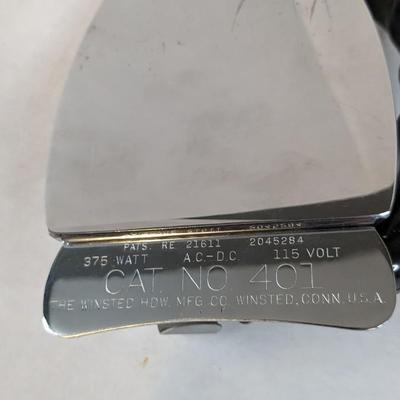 PATS. RE 21611 2045284
375 WATT A.C.-D.C. 115 VOLT
CAT. NO. 401
THE WINSTED HDW. MFG. CO. WINSTED, CONN. U.S.A.